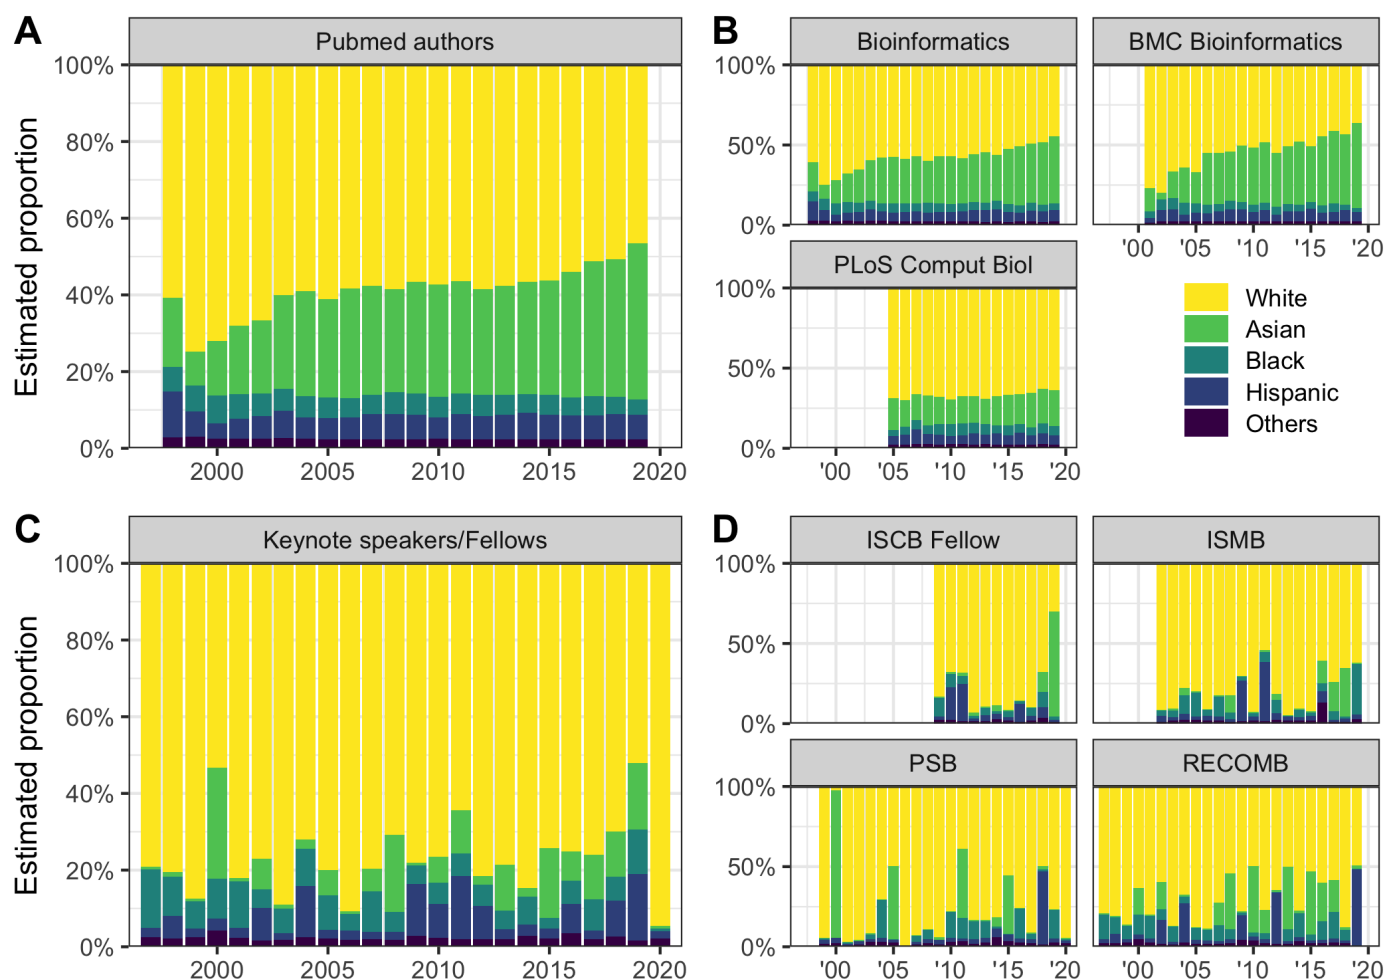 A
Pubmed authors
Estimated proportion
100%
80%
60%
40%
20%
0%
2000 2005 2010 2015 2020
B
Bioinformatics
100%
50%
0%
BMC Bioinformatics
'00 '05 '10 '15 '20
PLoS Comput Biol
100%
50%
0%
'00 '05 '10 '15 '20
White
Asian
Black
Hispanic
Others
C
Keynote speakers/Fellows
Estimated proportion
100%
80%
60%
40%
20%
0%
2000 2005 2010 2015 2020
D
ISCB Fellow
100%
50%
0%
ISMB
PSB
100%
50%
0%
'00 '05 '10 '15 '20
RECOMB
'00 '05 '10 '15 '20